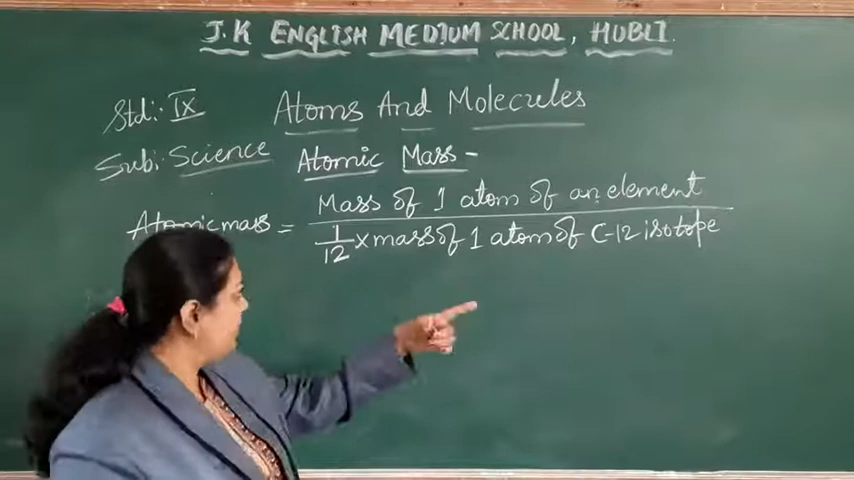 J.K ENGLISH MEDIUM SCHOOL, HUBLI.
Std:- IX Atoms And Molecules
Sub:- Science Atomic Mass -
Atomic mass = Mass of 1 atom of an element
1/12 x mass of 1 atom of C-12 isotope